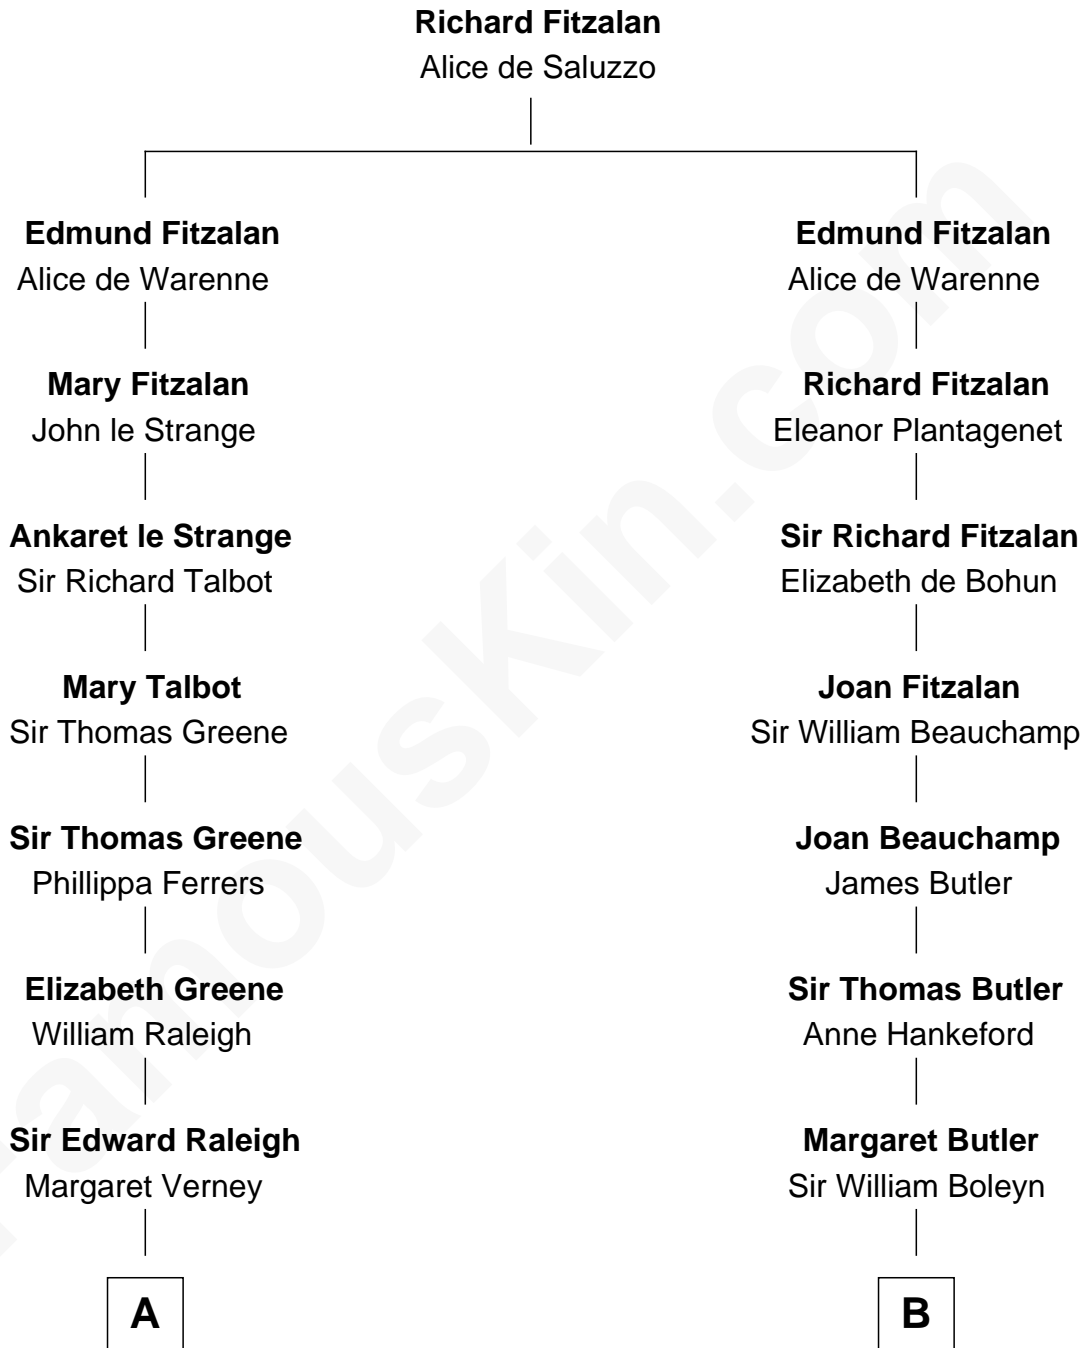 Richard Fitzalan
Alice de Saluzzo
Edmund Fitzalan
Alice de Warenne
Mary Fitzalan
John le Strange
Ankaret le Strange
Sir Richard Talbot
Mary Talbot
Sir Thomas Greene
Sir Thomas Greene
Phillippa Ferrers
Elizabeth Greene
William Raleigh
Sir Edward Raleigh
Margaret Verney
A
Edmund Fitzalan
Alice de Warenne
Richard Fitzalan
Eleanor Plantagenet
Sir Richard Fitzalan
Elizabeth de Bohun
Joan Fitzalan
Sir William Beauchamp
Joan Beauchamp
James Butler
Sir Thomas Butler
Anne Hankeford
Margaret Butler
Sir William Boleyn
B
FamousKin.com